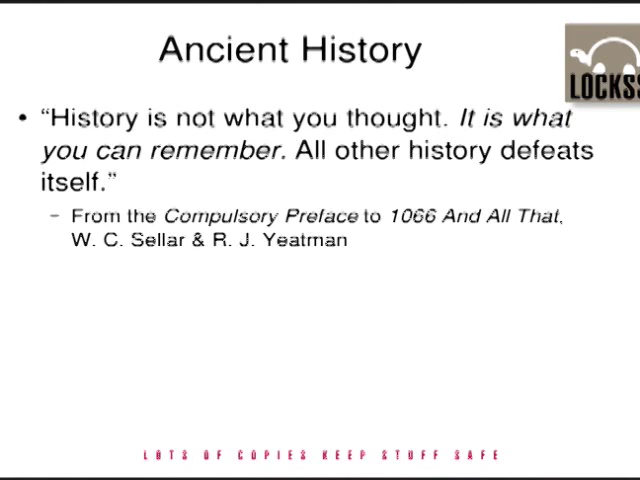 Ancient History
LOCKSS
• “History is not what you thought. It is what
you can remember. All other history defeats
itself.”
– From the Compulsory Preface to 1066 And All That,
W. C. Sellar & R. J. Yeatman
LOTS OF COPIES KEEP STUFF SAFE